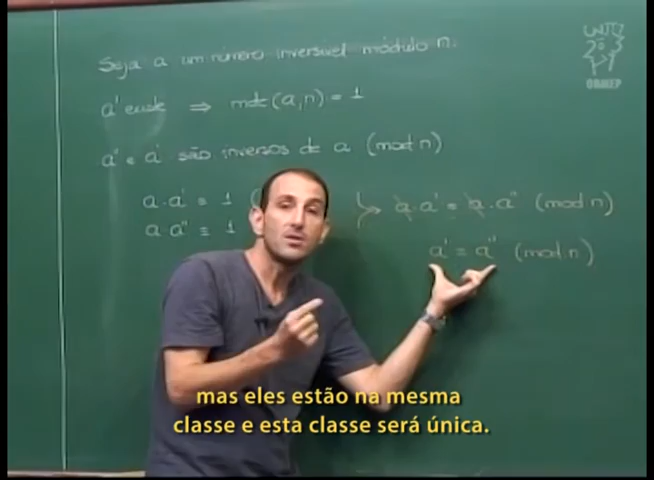 Seja a um número inversível módulo n.
a' existe ⇒ mdc(a,n) = 1
a'' e a' são inversos de a (mod n)
a·a' ≡ 1
a·a'' ≡ 1
a·a' ≡ a·a'' (mod n)
a' ≡ a'' (mod n)
OBMEP
mas eles estão na mesma
classe e esta classe será única.